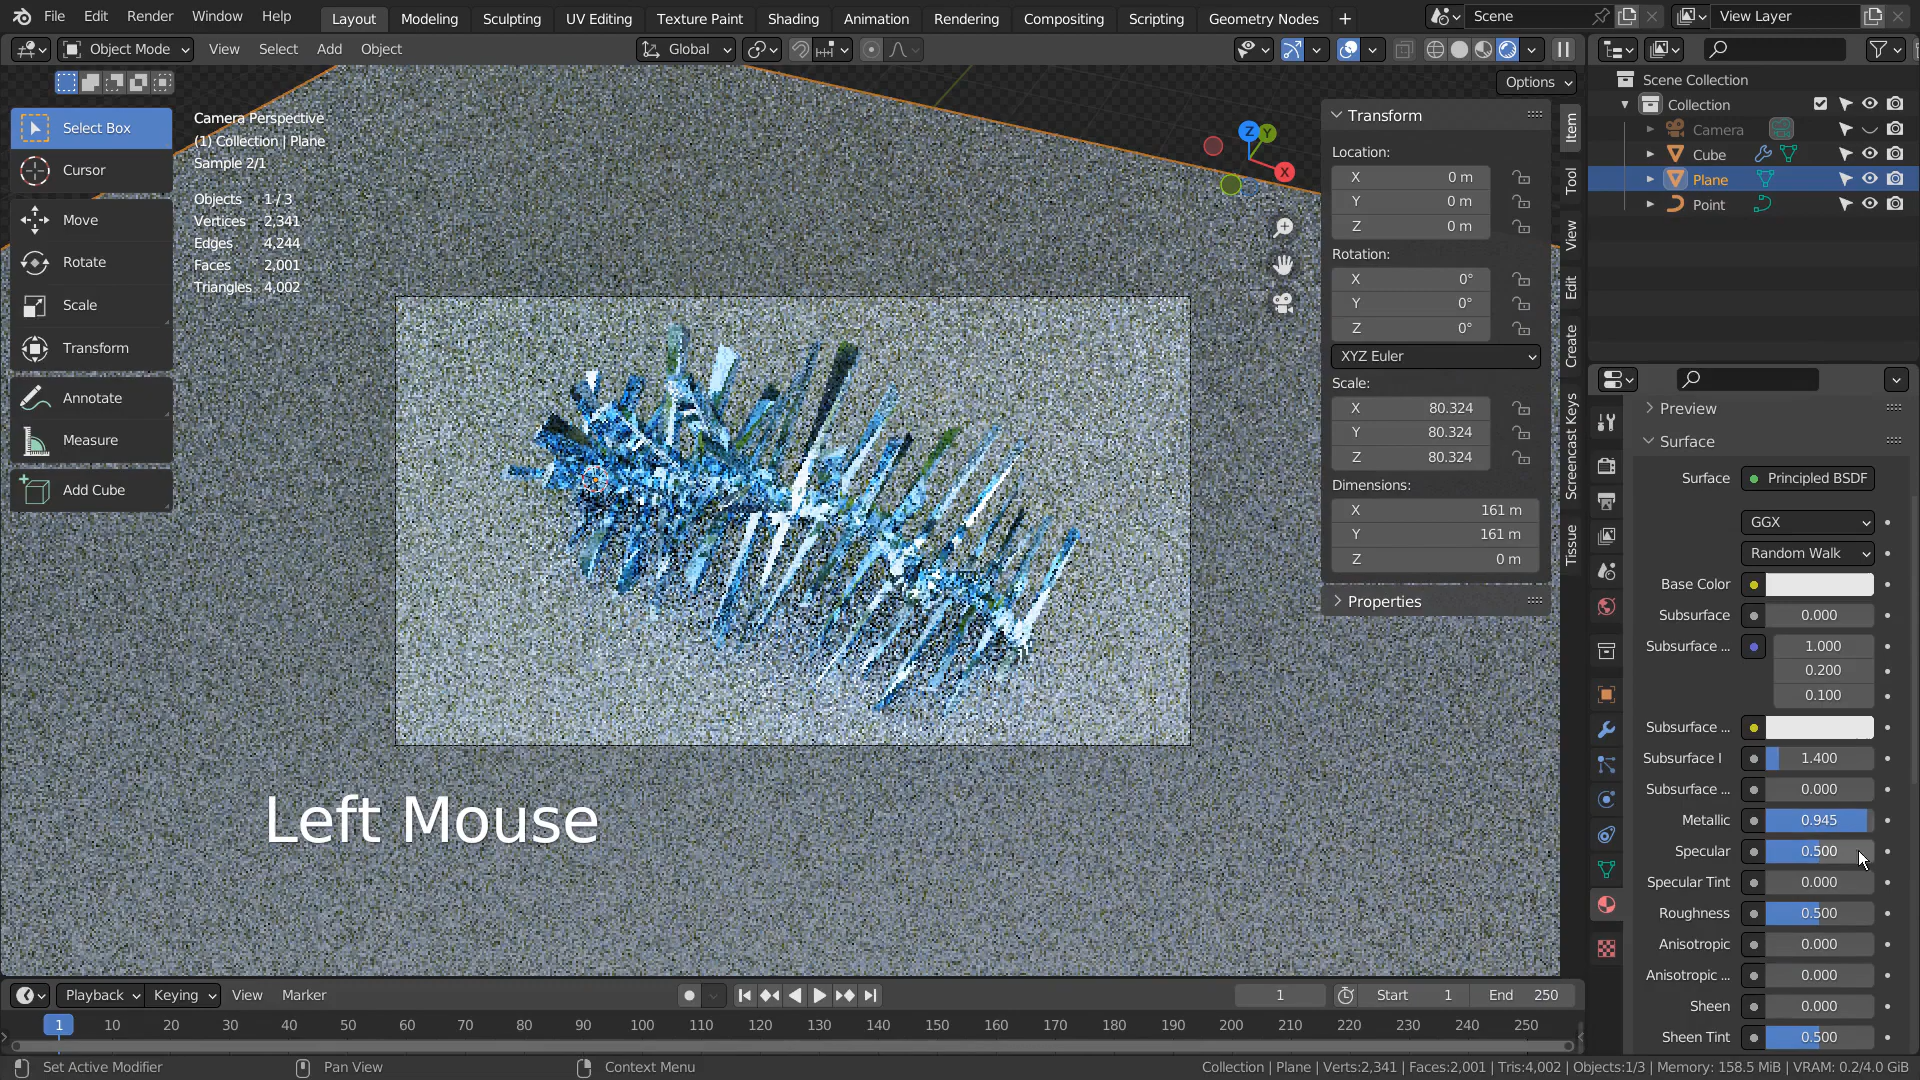 File Edit Render Window Help Layout Modeling Sculpting UV Editing Texture Paint Shading Animation Rendering Compositing Scripting Geometry Nodes + Scene View Layer
Object Mode View Select Add Object Global
Options
Select Box
Cursor
Move
Rotate
Scale
Transform
Annotate
Measure
Add Cube
Camera Perspective
(1) Collection | Plane
Sample 2/1
Objects 1 / 3
Vertices 2,341
Edges 4,244
Faces 2,001
Triangles 4,002
Z
Y
X
Transform
Location:
X 0 m
Y 0 m
Z 0 m
Rotation:
X 0°
Y 0°
Z 0°
XYZ Euler
Scale:
X 80.324
Y 80.324
Z 80.324
Dimensions:
X 161 m
Y 161 m
Z 0 m
Properties
Item
Tool
View
Edit
Create
Screencast Keys
Tissue
Scene Collection
Collection
Camera
Cube
Plane
Point
Preview
Surface
Surface Principled BSDF
GGX
Random Walk
Base Color
Subsurface 0.000
Subsurface ... 1.000
0.200
0.100
Subsurface ...
Subsurface I 1.400
Subsurface ... 0.000
Metallic 0.945
Specular 0.500
Specular Tint 0.000
Roughness 0.500
Anisotropic 0.000
Anisotropic ... 0.000
Sheen 0.000
Sheen Tint 0.500
Left Mouse
Playback Keying View Marker 1 Start 1 End 250
1 10 20 30 40 50 60 70 80 90 100 110 120 130 140 150 160 170 180 190 200 210 220 230 240 250
Set Active Modifier Pan View Context Menu Collection | Plane | Verts:2,341 | Faces:2,001 | Tris:4,002 | Objects:1/3 | Memory: 158.5 MiB | VRAM: 0.2/4.0 GiB